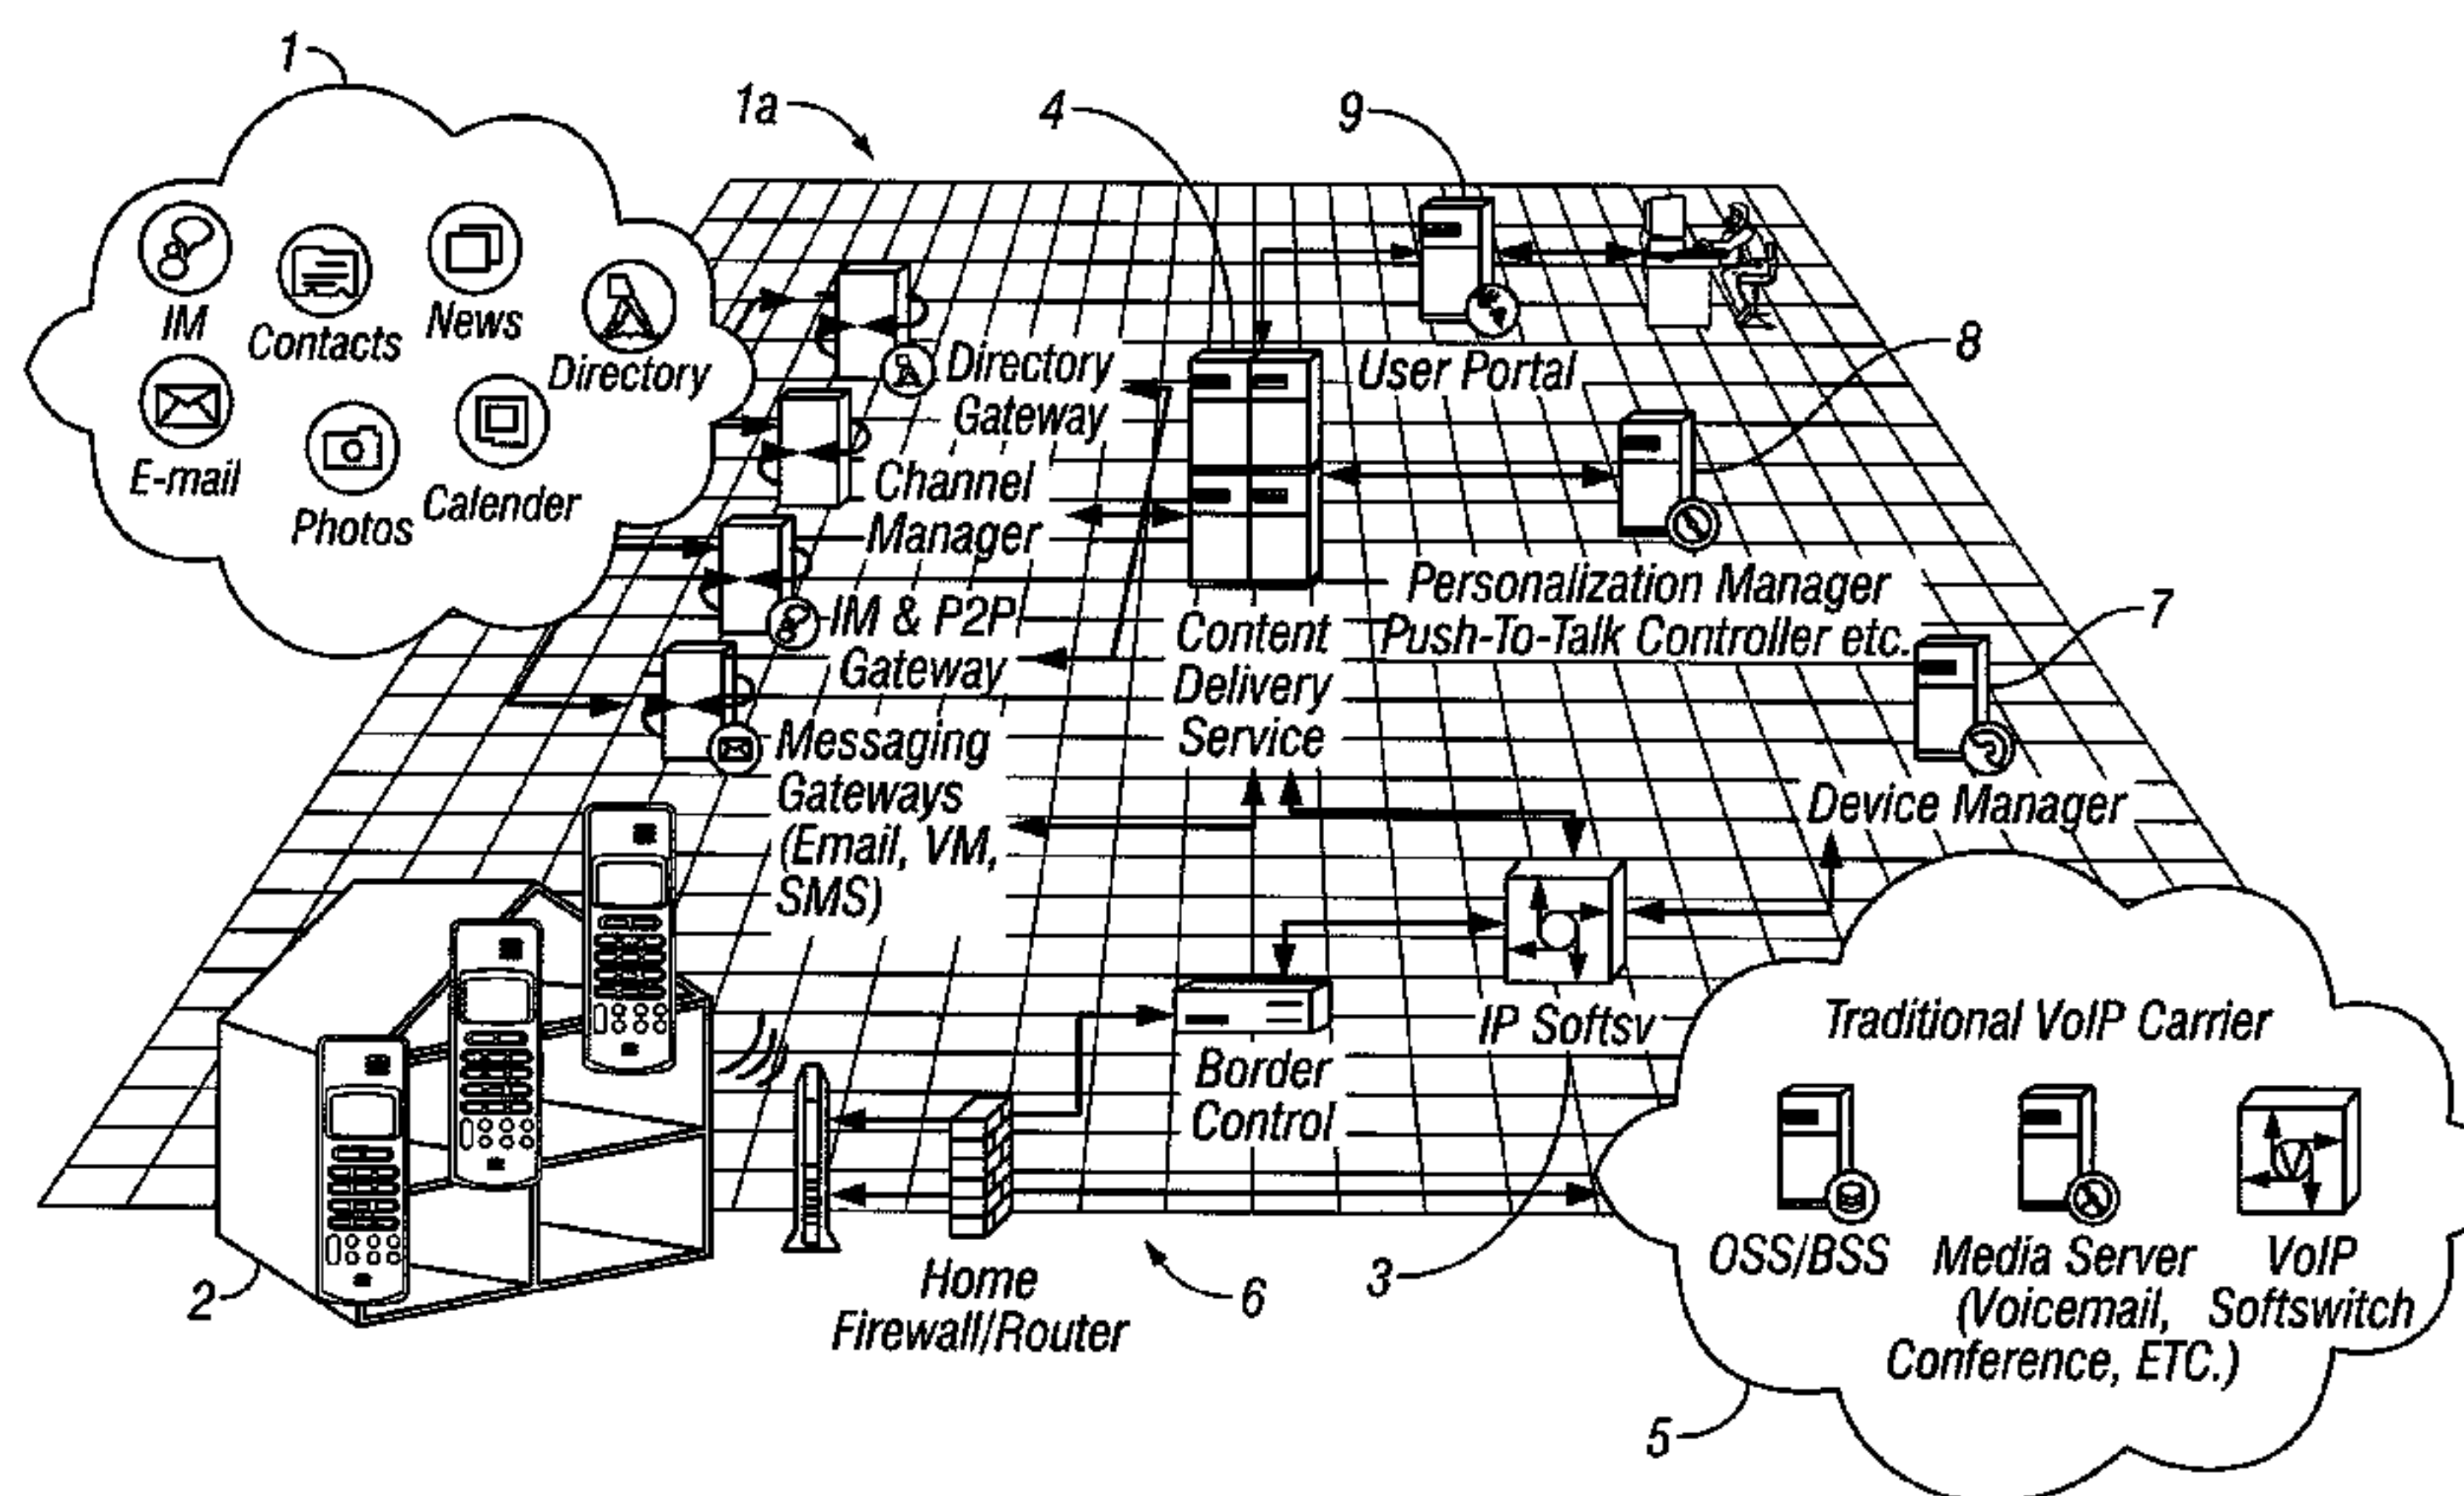 1
1a
4
9
IM
Contacts
News
Directory
E-mail
Photos
Calender
Directory
Gateway
User Portal
8
Channel
Manager
IM & P2P
Gateway
Content
Delivery
Service
Personalization Manager
Push-To-Talk Controller etc.
7
Messaging
Gateways
(Email, VM,
SMS)
Device Manager
IP Softsv
Border
Control
Traditional VoIP Carrier
OSS/BSS
Media Server
(Voicemail,
Conference, ETC.)
VoIP
Softswitch
2
Home
Firewall/Router
6
3
5